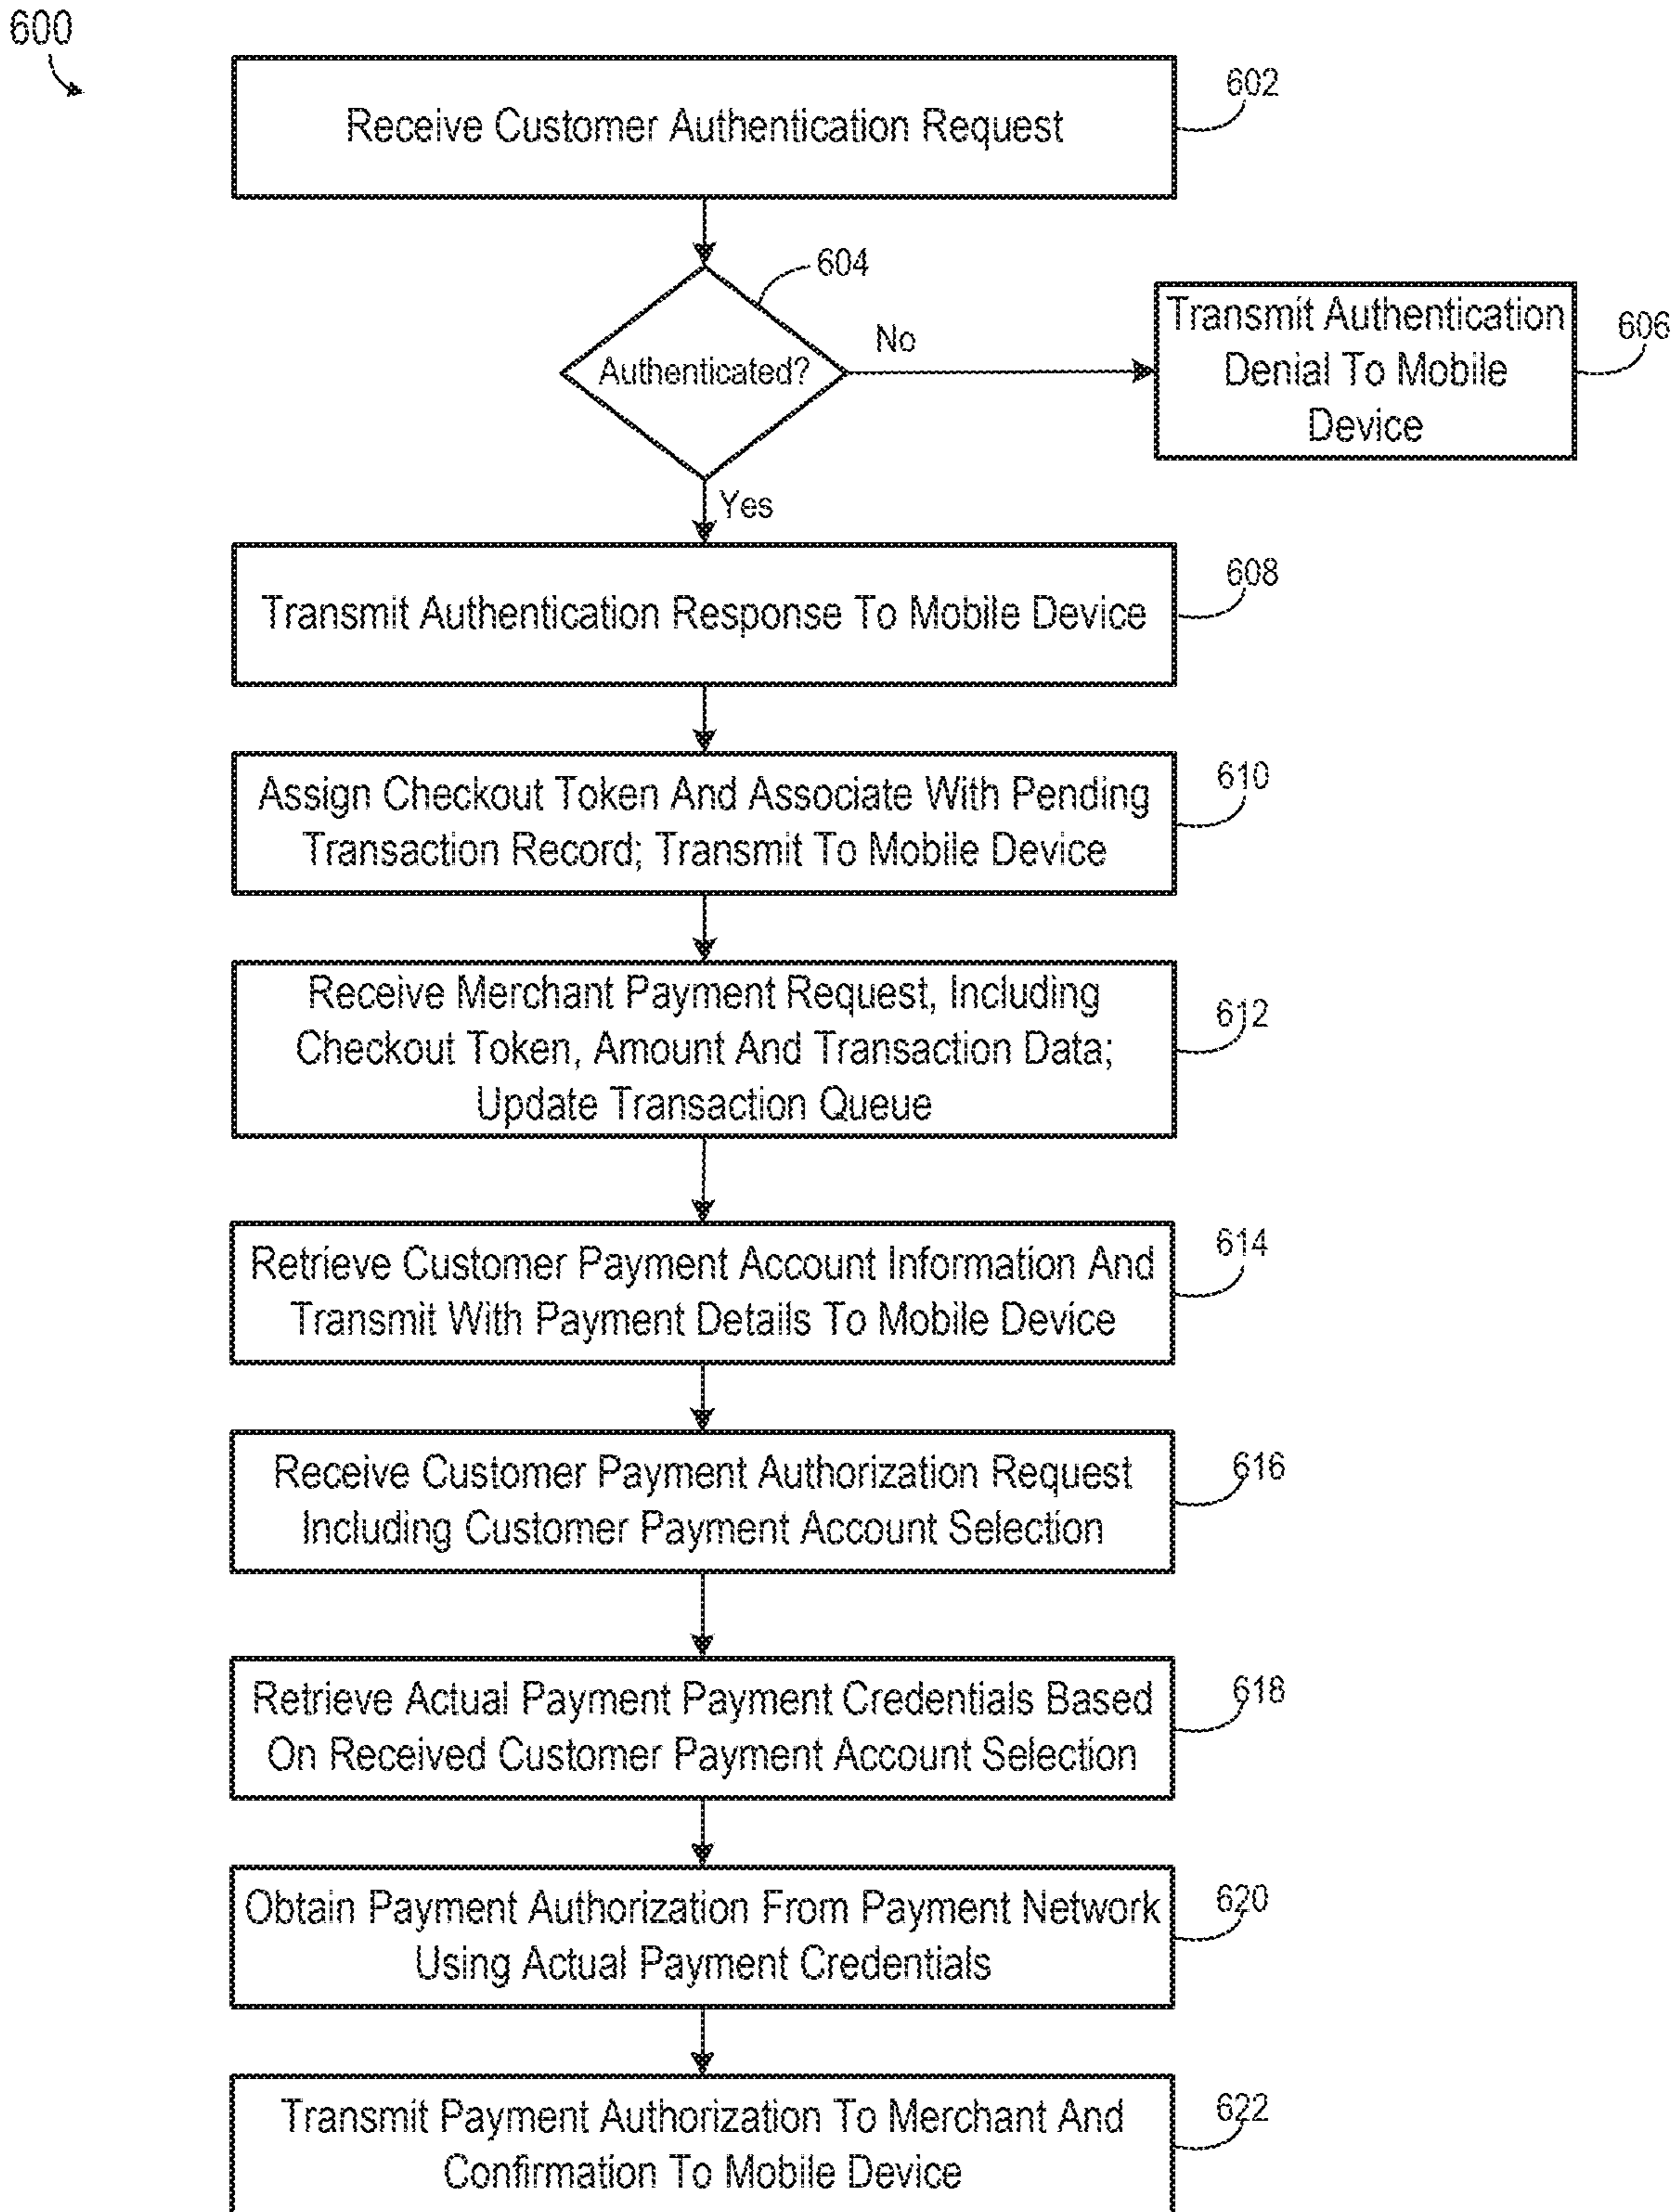 600
Receive Customer Authentication Request
602
604
Authenticated?
No
Transmit Authentication
Denial To Mobile
Device
606
Yes
Transmit Authentication Response To Mobile Device
608
Assign Checkout Token And Associate With Pending
Transaction Record; Transmit To Mobile Device
610
Receive Merchant Payment Request, Including
Checkout Token, Amount And Transaction Data;
Update Transaction Queue
612
Retrieve Customer Payment Account Information And
Transmit With Payment Details To Mobile Device
614
Receive Customer Payment Authorization Request
Including Customer Payment Account Selection
616
Retrieve Actual Payment Payment Credentials Based
On Received Customer Payment Account Selection
618
Obtain Payment Authorization From Payment Network
Using Actual Payment Credentials
620
Transmit Payment Authorization To Merchant And
Confirmation To Mobile Device
622